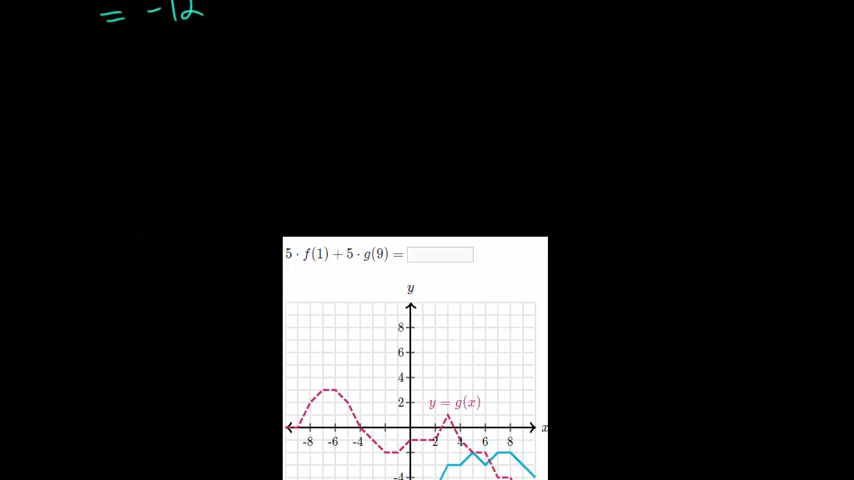 = -12
5 · f(1) + 5 · g(9) =
y
8
6
4
2
y = g(x)
x
-8 -6 -4 2 4 6 8
-4